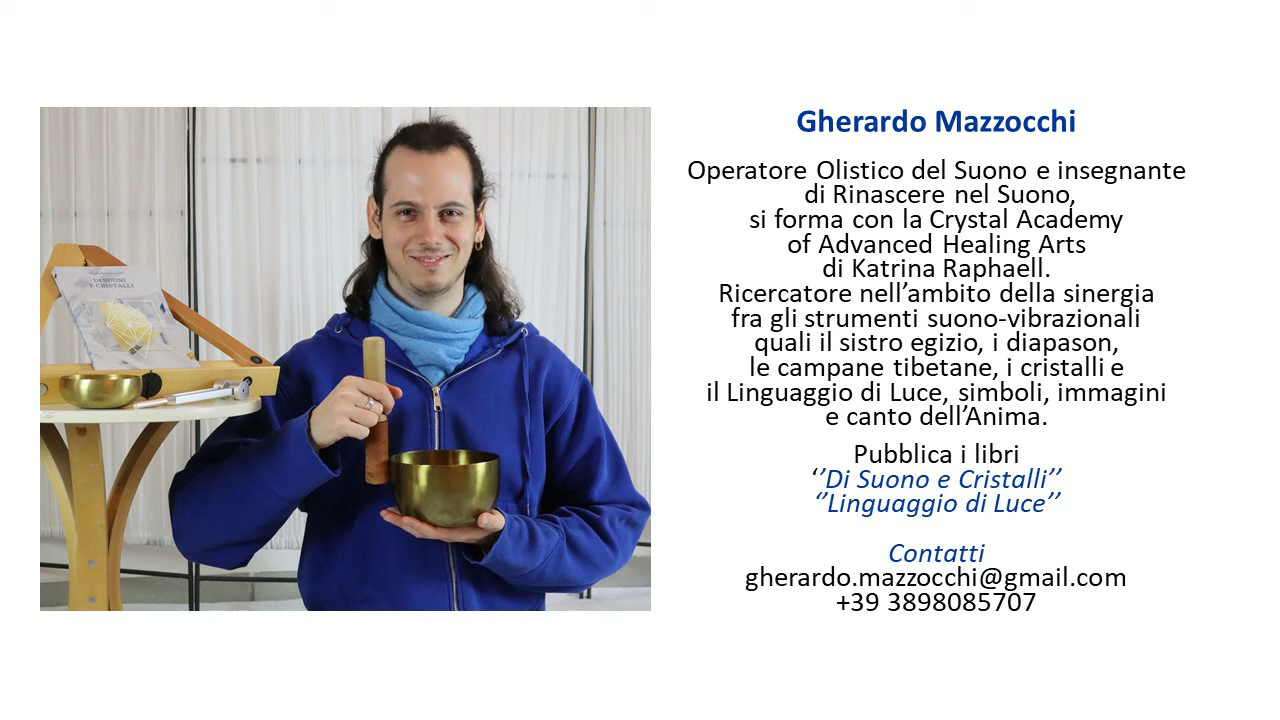 DI SUONI
E CRISTALLI
Gherardo Mazzocchi
Operatore Olistico del Suono e insegnante
di Rinascere nel Suono,
si forma con la Crystal Academy
of Advanced Healing Arts
di Katrina Raphaell.
Ricercatore nell’ambito della sinergia
fra gli strumenti suono-vibrazionali
quali il sistro egizio, i diapason,
le campane tibetane, i cristalli e
il Linguaggio di Luce, simboli, immagini
e canto dell’Anima.
Pubblica i libri
‘’Di Suono e Cristalli’’
‘’Linguaggio di Luce’’
Contatti
gherardo.mazzocchi@gmail.com
+39 3898085707